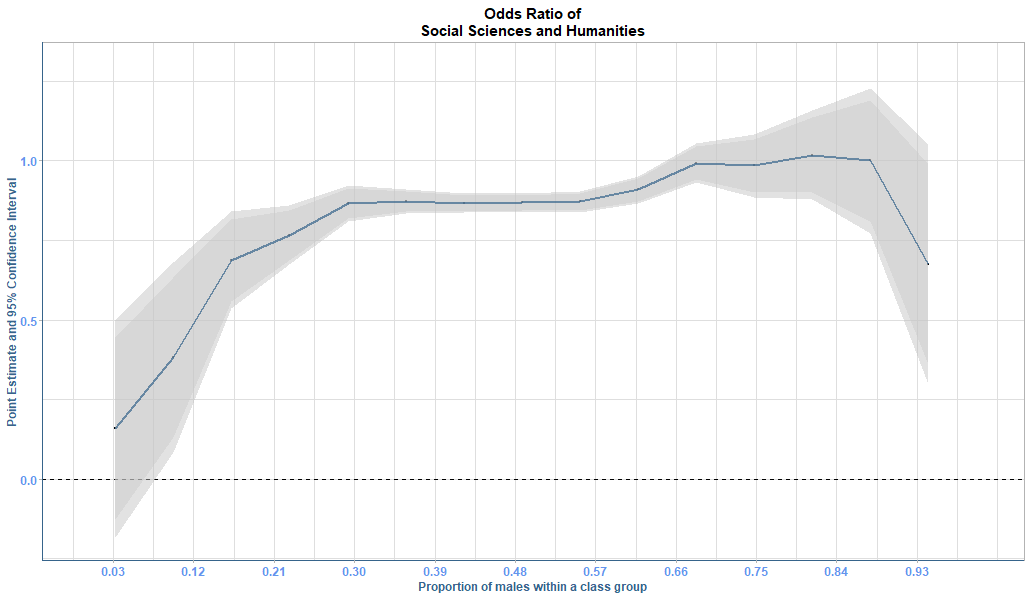 Odds Ratio of
Social Sciences and Humanities
Point Estimate and 95% Confidence Interval
1.0
0.5
0.0
0.03 0.12 0.21 0.30 0.39 0.48 0.57 0.66 0.75 0.84 0.93
Proportion of males within a class group